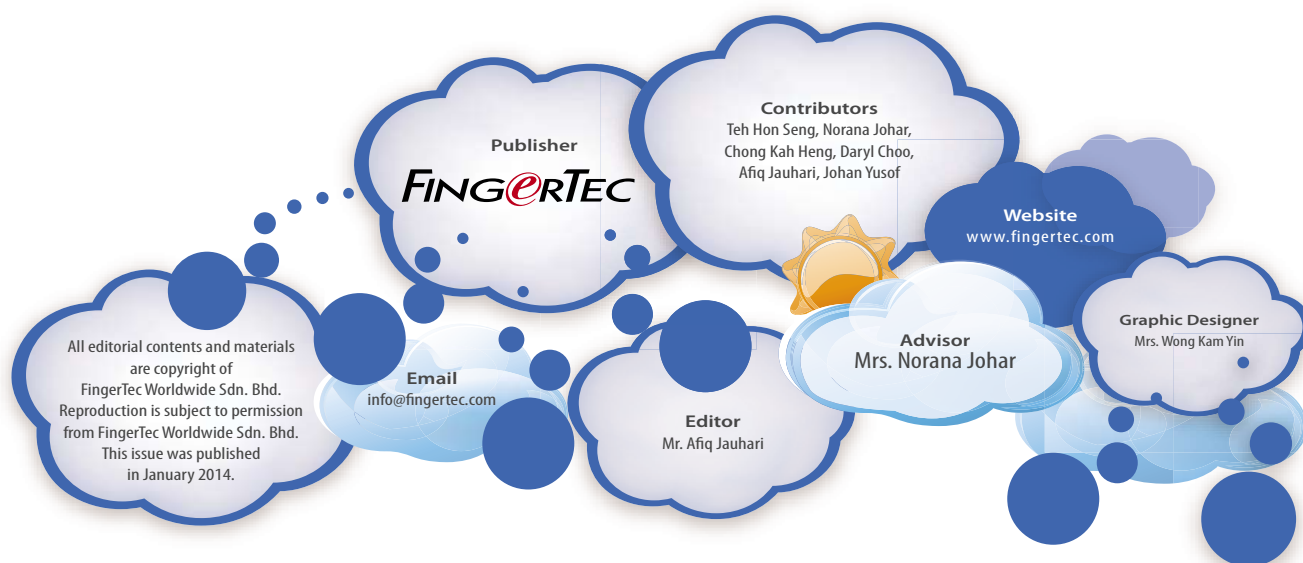 Publisher
FINGERTEC
Contributors
Teh Hon Seng, Norana Johar,
Chong Kah Heng, Daryl Choo,
Afiq Jauhari, Johan Yusof
Website
www.fingertec.com
All editorial contents and materials
are copyright of
FingerTec Worldwide Sdn. Bhd.
Reproduction is subject to permission
from FingerTec Worldwide Sdn. Bhd.
This issue was published
in January 2014.
Email
info@fingertec.com
Editor
Mr. Afiq Jauhari
Advisor
Mrs. Norana Johar
Graphic Designer
Mrs. Wong Kam Yin